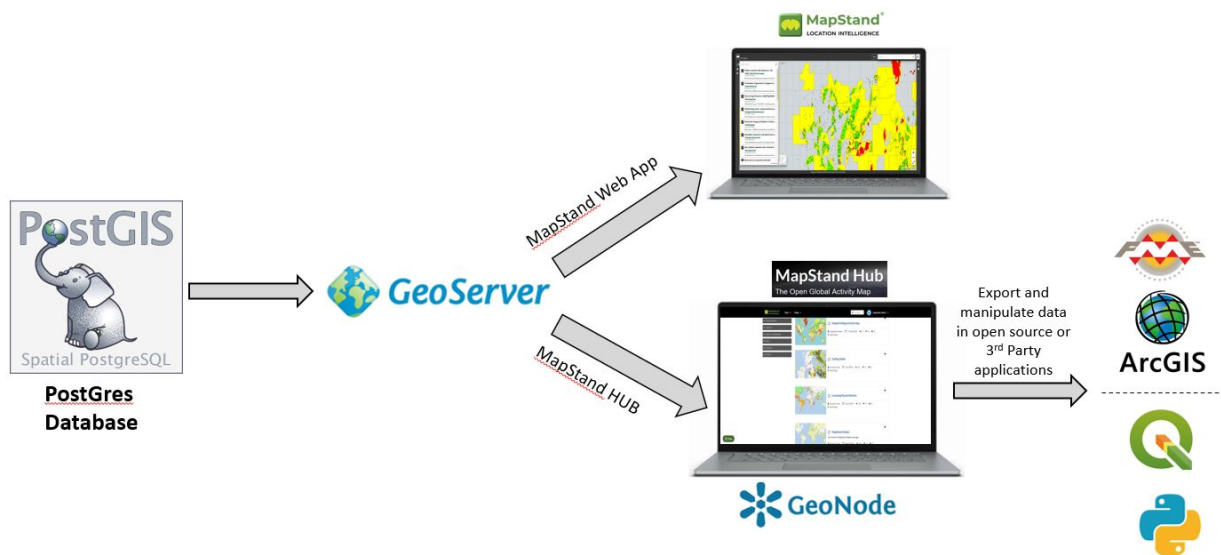 MapStand®
LOCATION INTELLIGENCE
PostGIS
Spatial PostgreSQL
PostGres
Database
GeoServer
MapStand Web App
MapStand HUB
MapStand Hub
The Open Global Activity Map
GeoNode
Export and
manipulate data
in open source or
3rd Party
applications
FME
ArcGIS